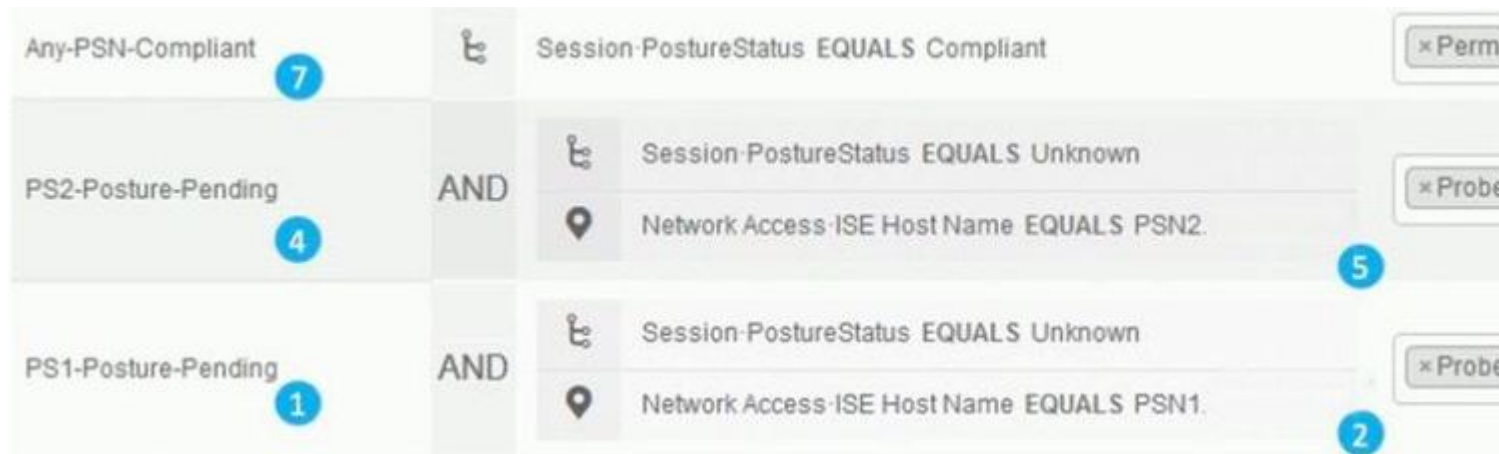 Any-PSN-Compliant
7
Session·PostureStatus EQUALS Compliant
×Perm
PS2-Posture-Pending
4
AND
Session·PostureStatus EQUALS Unknown
Network Access·ISE Host Name EQUALS PSN2.
5
×Probe
PS1-Posture-Pending
1
AND
Session·PostureStatus EQUALS Unknown
Network Access·ISE Host Name EQUALS PSN1.
2
×Probe